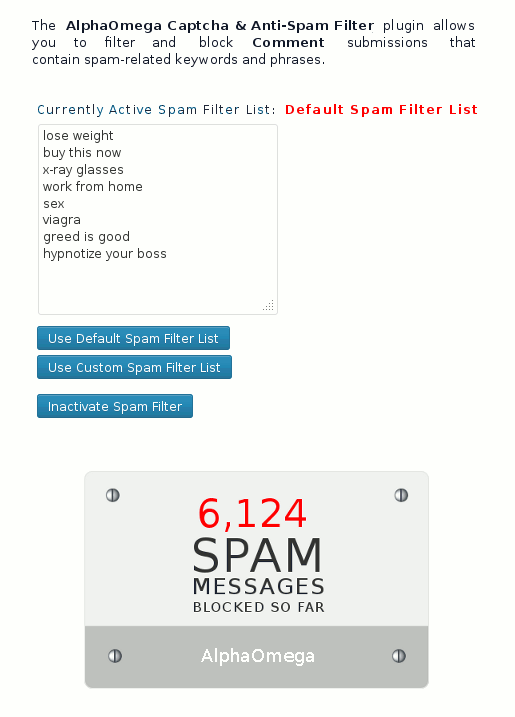 The AlphaOmega Captcha & Anti-Spam Filter plugin allows
you to filter and block Comment submissions that
contain spam-related keywords and phrases.
Currently Active Spam Filter List: Default Spam Filter List
lose weight
buy this now
x-ray glasses
work from home
sex
viagra
greed is good
hypnotize your boss
Use Default Spam Filter List
Use Custom Spam Filter List
Inactivate Spam Filter
6,124
SPAM
MESSAGES
BLOCKED SO FAR
AlphaOmega